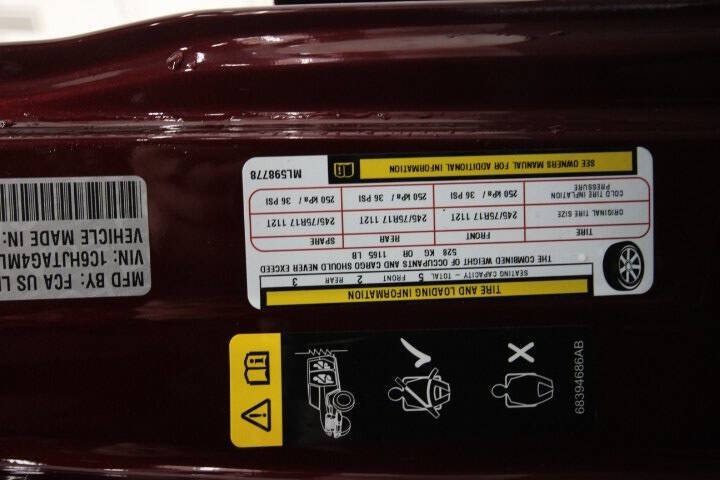 TIRE AND LOADING INFORMATION
SEATING CAPACITY - TOTAL 5 FRONT 2 REAR 3
THE COMBINED WEIGHT OF OCCUPANTS AND CARGO SHOULD NEVER EXCEED
528 KG OR 1165 LB
TIRE FRONT REAR SPARE
ORIGINAL TIRE SIZE 245/75R17 112T 245/75R17 112T 245/75R17 112T
COLD TIRE INFLATION PRESSURE 250 kPa / 36 PSI 250 kPa / 36 PSI 250 kPa / 36 PSI
SEE OWNERS MANUAL FOR ADDITIONAL INFORMATION
ML598778
MFD BY: FCA US L
VIN: 1C6HJTAG4ML
VEHICLE MADE IN:
68394686AB